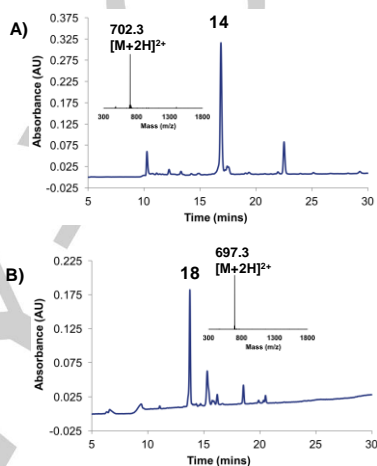 A)
0.375
0.325
0.275
0.225
0.175
0.125
0.075
0.025
-0.025
Absorbance (AU)
702.3
[M+2H]²⁺
14
300 800 1300 1800
Mass (m/z)
5 10 15 20 25 30
Time (mins)
B)
0.225
0.175
0.125
0.075
0.025
-0.025
Absorbance (AU)
697.3
[M+2H]²⁺
18
300 800 1300 1800
Mass (m/z)
5 10 15 20 25 30
Time (mins)